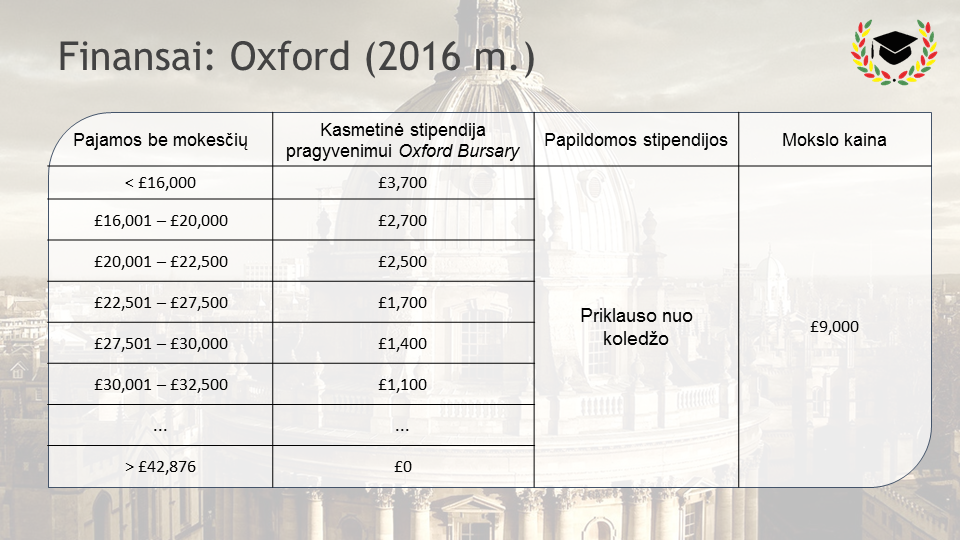 Finansai: Oxford (2016 m.)
Pajamos be mokesčių
Kasmetinė stipendija
pragyvenimui Oxford Bursary
Papildomos stipendijos
Mokslo kaina
< £16,000
£3,700
£16,001 – £20,000
£2,700
£20,001 – £22,500
£2,500
£22,501 – £27,500
£1,700
£27,501 – £30,000
£1,400
£30,001 – £32,500
£1,100
...
...
> £42,876
£0
Priklauso nuo
koledžo
£9,000